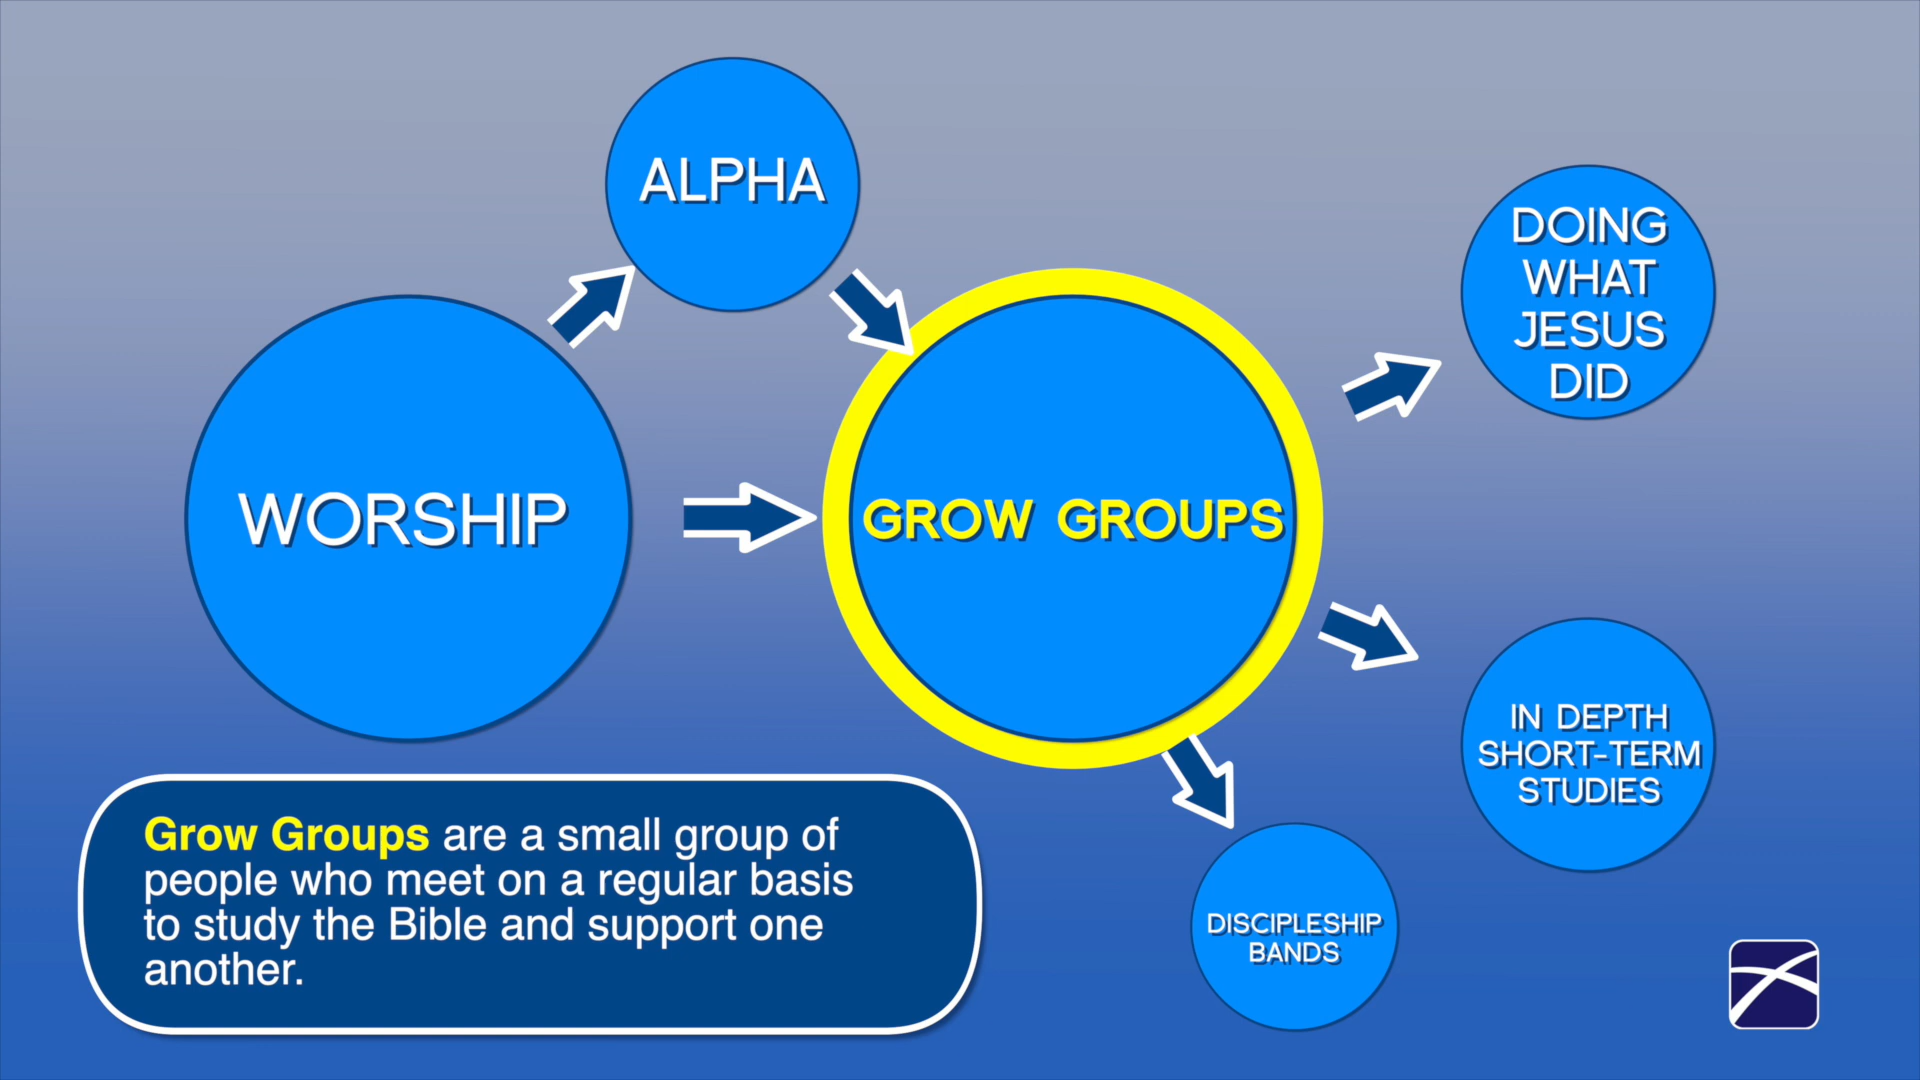 ALPHA
DOING
WHAT
JESUS
DID
WORSHIP
GROW GROUPS
IN DEPTH
SHORT-TERM
STUDIES
Grow Groups are a small group of
people who meet on a regular basis
to study the Bible and support one
another.
DISCIPLESHIP
BANDS